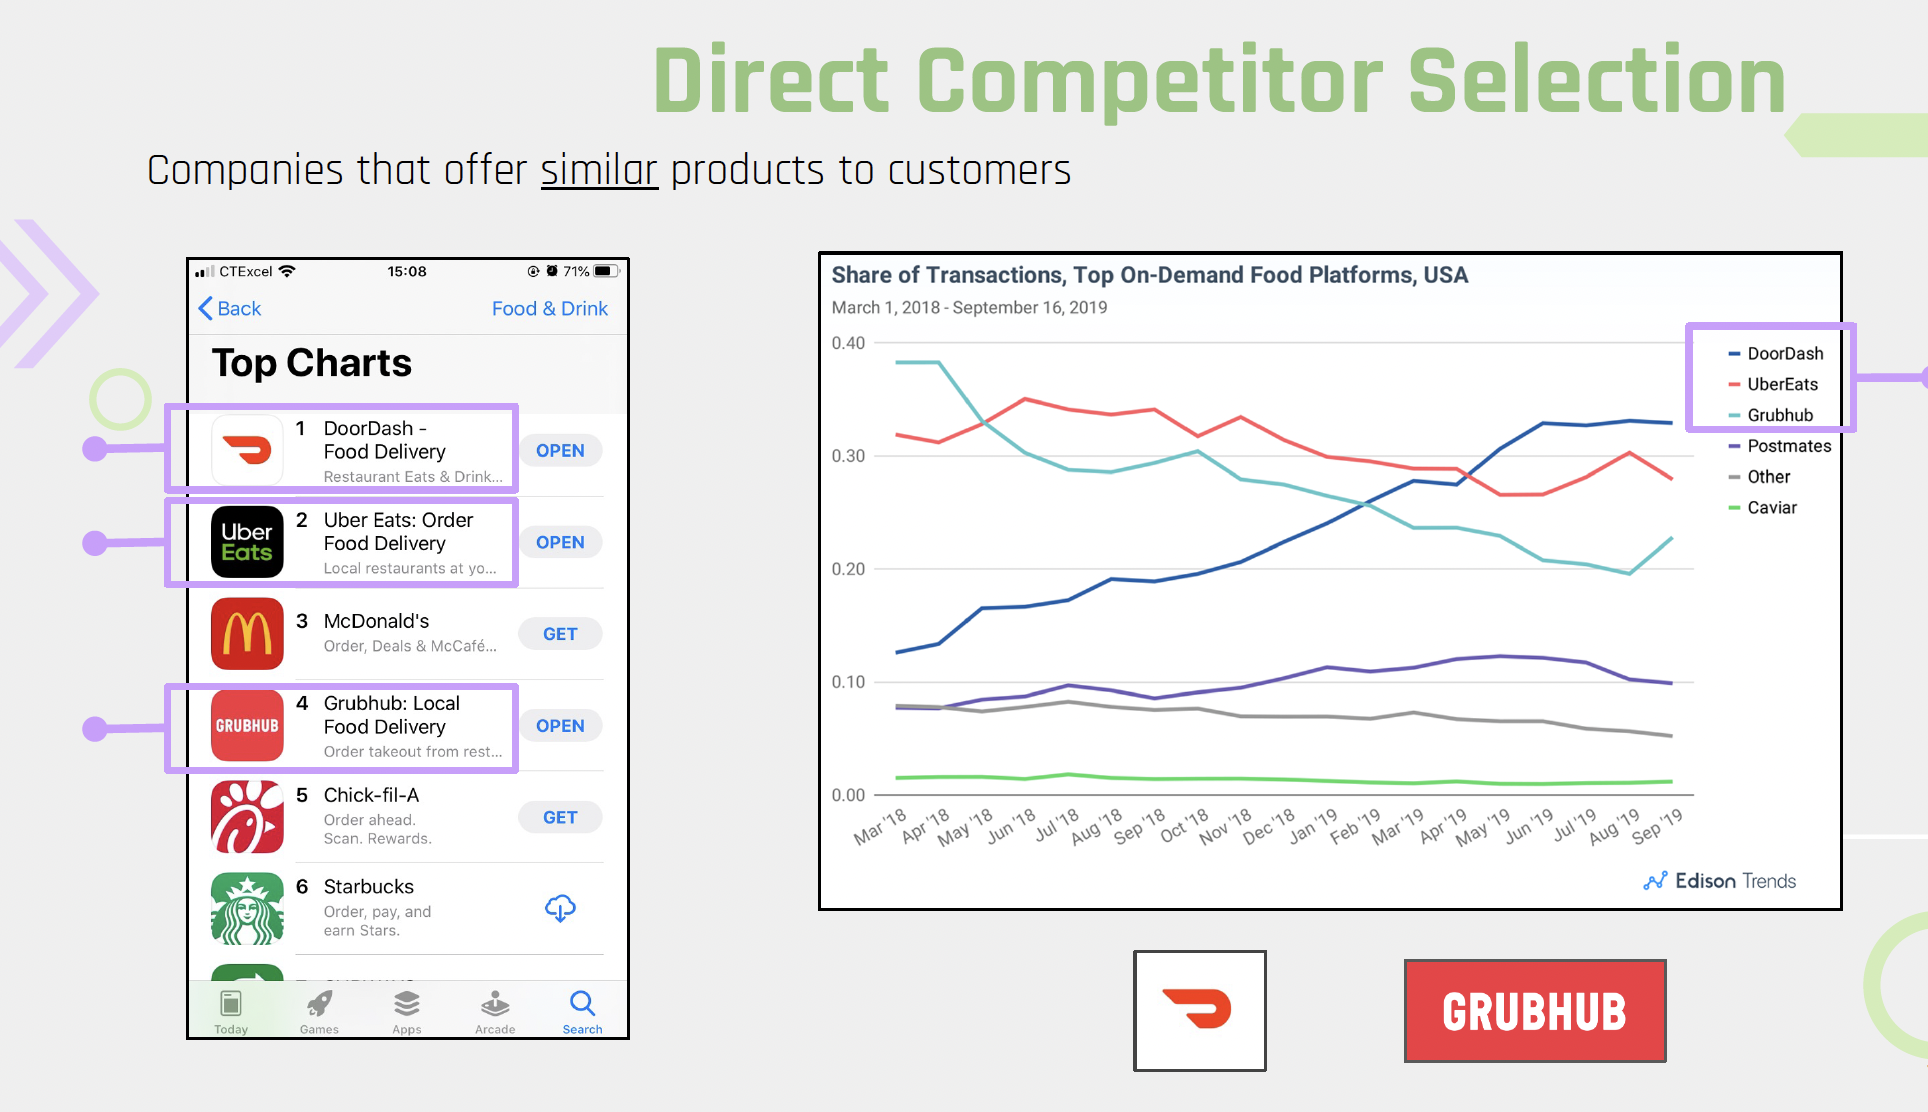 Direct Competitor Selection
Companies that offer similar products to customers
CTExcel
15:08
71%
Back
Food & Drink
Top Charts
1 DoorDash -
Food Delivery
Restaurant Eats & Drink...
OPEN
Uber
Eats
2 Uber Eats: Order
Food Delivery
Local restaurants at yo...
OPEN
3 McDonald's
Order, Deals & McCafé...
GET
GRUBHUB
4 Grubhub: Local
Food Delivery
Order takeout from rest...
OPEN
5 Chick-fil-A
Order ahead.
Scan. Rewards.
GET
6 Starbucks
Order, pay, and
earn Stars.
Today
Games
Apps
Arcade
Search
Share of Transactions, Top On-Demand Food Platforms, USA
March 1, 2018 - September 16, 2019
0.40
0.30
0.20
0.10
0.00
Mar '18
Apr '18
May '18
Jun '18
Jul '18
Aug '18
Sep '18
Oct '18
Nov '18
Dec '18
Jan '19
Feb '19
Mar '19
Apr '19
May '19
Jun '19
Jul '19
Aug '19
Sep '19
DoorDash
UberEats
Grubhub
Postmates
Other
Caviar
Edison Trends
GRUBHUB